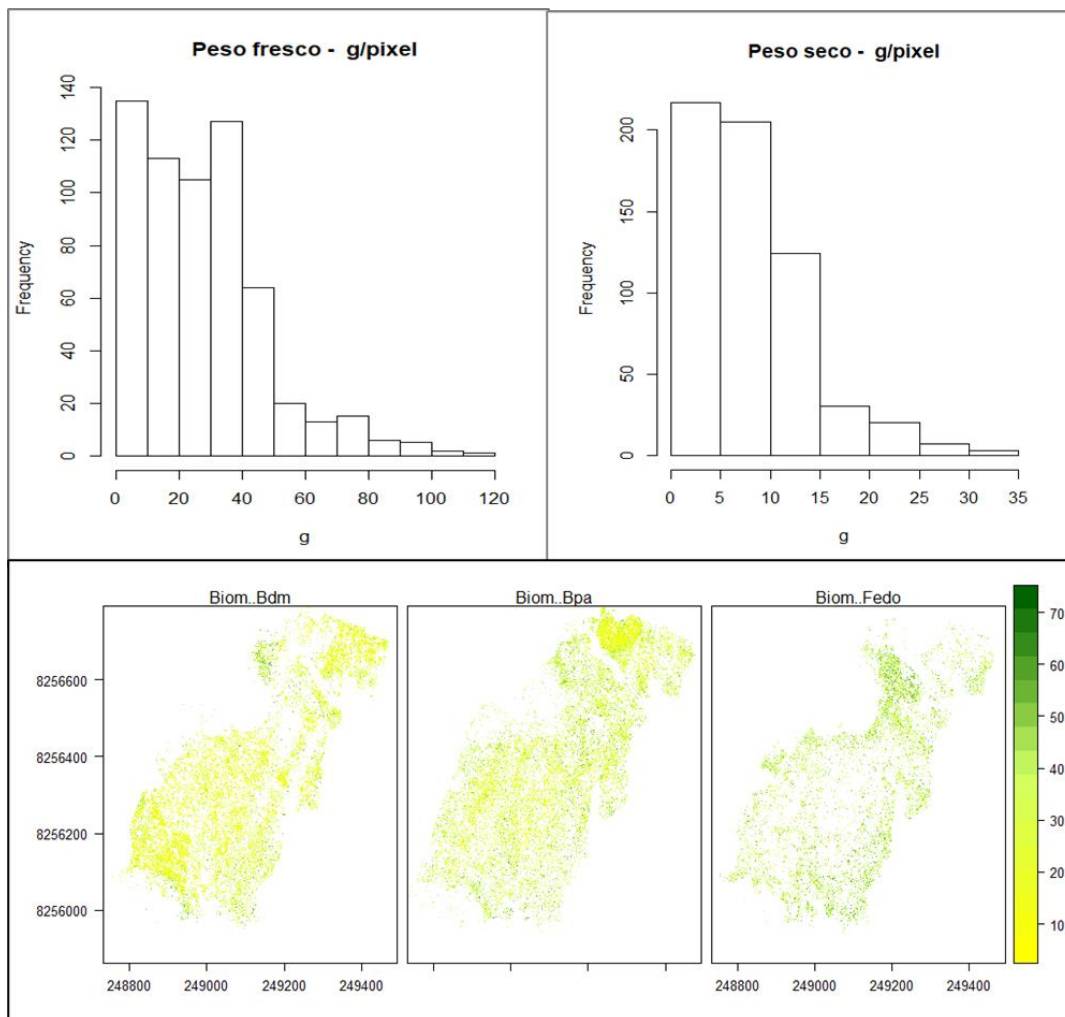 Peso fresco -  g/pixel
Frequency
140
120
100
80
60
40
20
0
0 20 40 60 80 100 120
g
Peso seco -  g/pixel
Frequency
200
150
100
50
0
0 5 10 15 20 25 30 35
g
Biom..Bdm
Biom..Bpa
Biom..Fedo
8256600
8256400
8256200
8256000
248800 249000 249200 249400
248800 249000 249200 249400
70
60
50
40
30
20
10